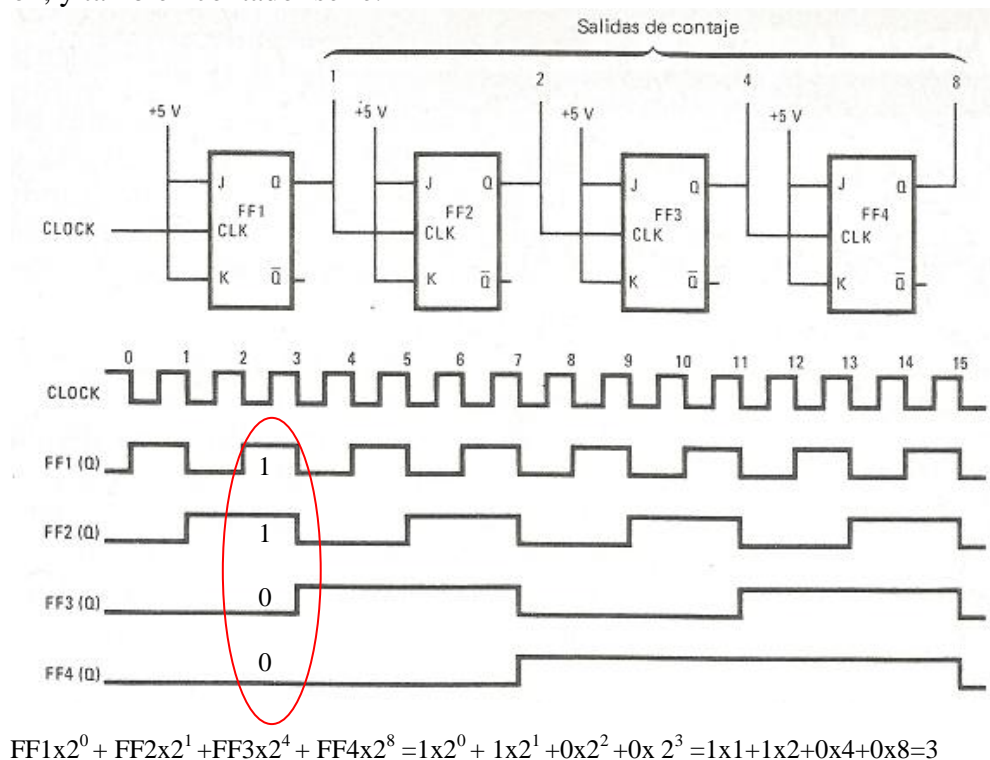 Salidas de contaje
1 2 4 8
+5 V +5 V +5 V +5 V
J Q J Q J Q J Q
FF1 FF2 FF3 FF4
CLOCK CLK CLK CLK CLK
K Q̅ K Q̅ K Q̅ K Q̅
0 1 2 3 4 5 6 7 8 9 10 11 12 13 14 15
CLOCK
FF1 (Q) 1
FF2 (Q) 1
FF3 (Q) 0
FF4 (Q) 0
FF1x2⁰ + FF2x2¹ +FF3x2⁴ + FF4x2⁸ =1x2⁰ + 1x2¹ +0x2² +0x 2³ =1x1+1x2+0x4+0x8=3